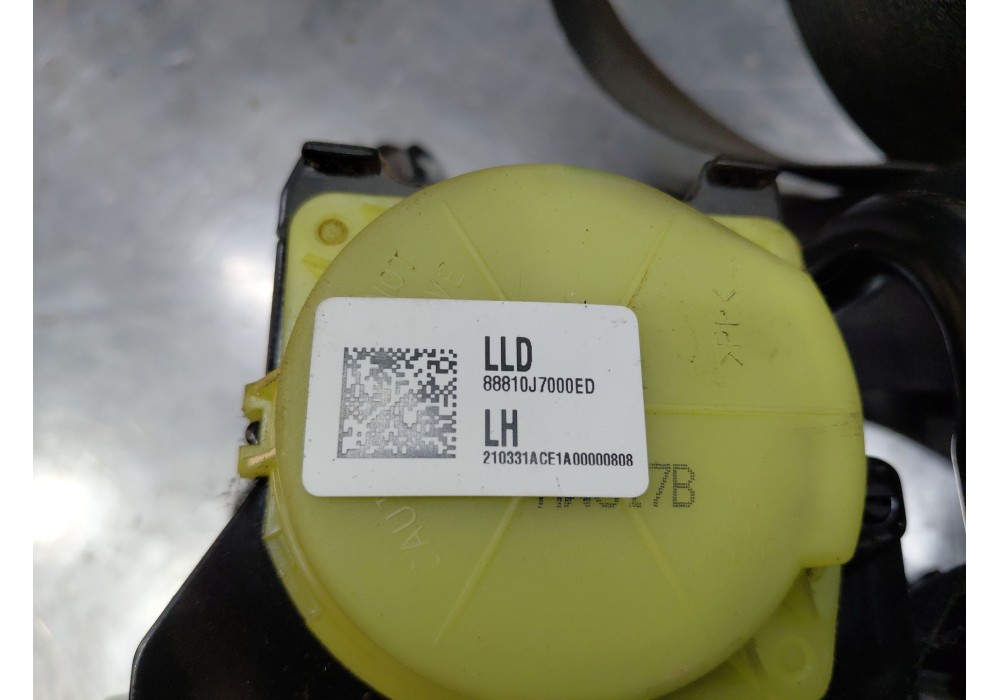 LLD
88810J7000ED
LH
210331ACE1A00000808
>P<